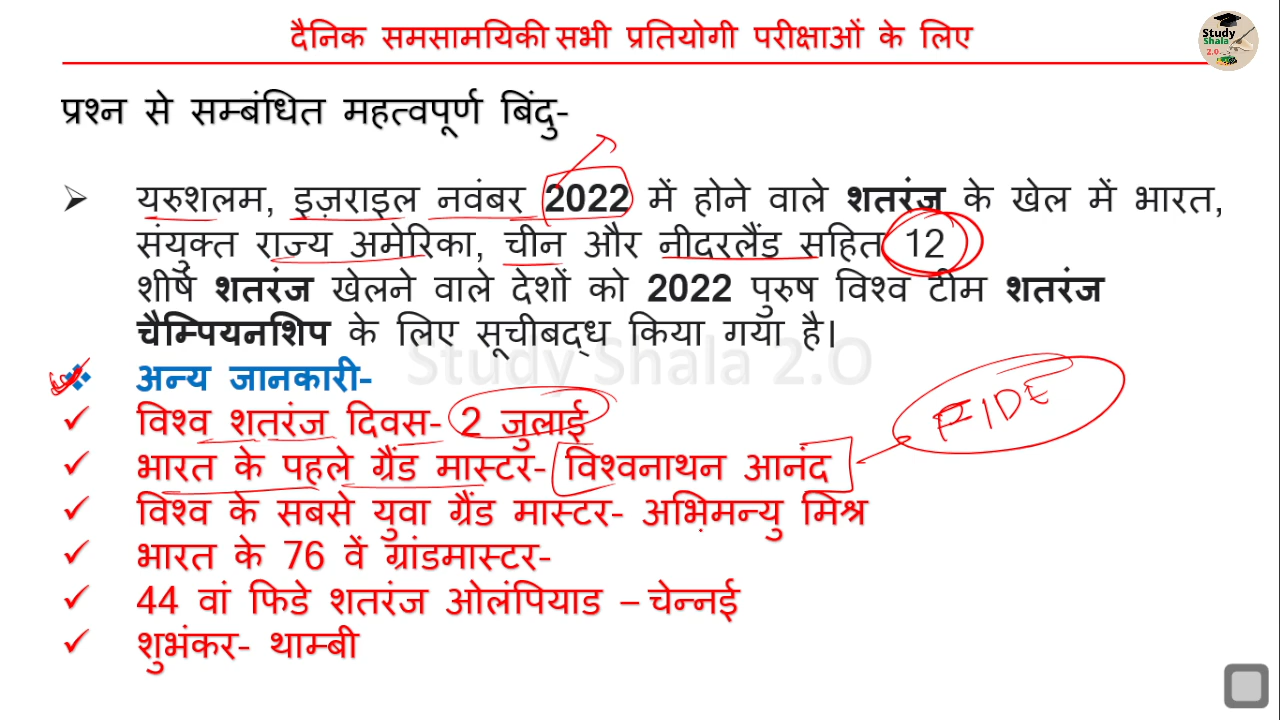 दैनिक समसामयिकी सभी प्रतियोगी परीक्षाओं के लिए
Study
Shala
2.0
प्रश्न से सम्बंधित महत्वपूर्ण बिंदु-
यरुशलम, इज़राइल नवंबर 2022 में होने वाले शतरंज के खेल में भारत,
संयुक्त राज्य अमेरिका, चीन और नीदरलैंड सहित 12
शीर्ष शतरंज खेलने वाले देशों को 2022 पुरुष विश्व टीम शतरंज
चैम्पियनशिप के लिए सूचीबद्ध किया गया है।
Study Shala 2.O
अन्य जानकारी-
विश्व शतरंज दिवस- 2 जुलाई
FIDE
भारत के पहले ग्रैंड मास्टर- विश्वनाथन आनंद
विश्व के सबसे युवा ग्रैंड मास्टर- अभिमन्यु मिश्र
भारत के 76 वें ग्रांडमास्टर-
44 वां फिडे शतरंज ओलंपियाड – चेन्नई
शुभंकर- थाम्बी